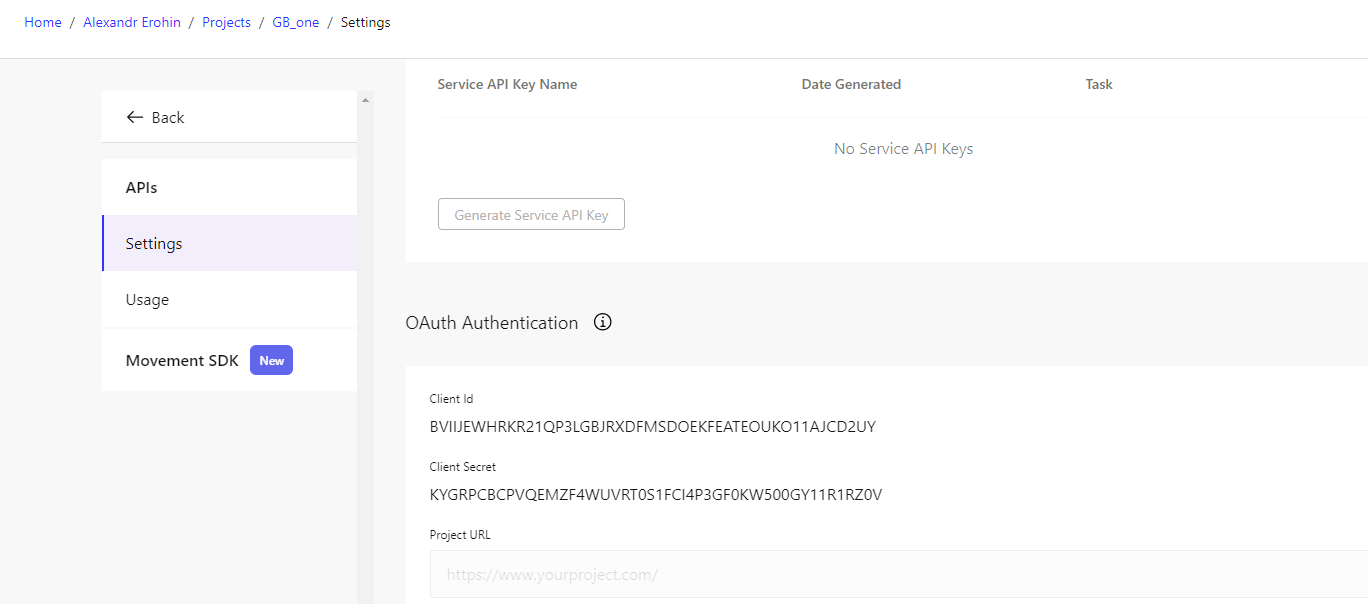 Home / Alexandr Erohin / Projects / GB_one / Settings
Service API Key Name Date Generated Task
← Back
No Service API Keys
APIs
Generate Service API Key
Settings
Usage
OAuth Authentication
Movement SDK New
Client Id
BVIIJEWHRKR21QP3LGBJRXDFMSDOEKFEATEOUKO11AJCD2UY
Client Secret
KYGRPCBCPVQEMZF4WUVRT0S1FCI4P3GF0KW500GY11R1RZ0V
Project URL
https://www.yourproject.com/